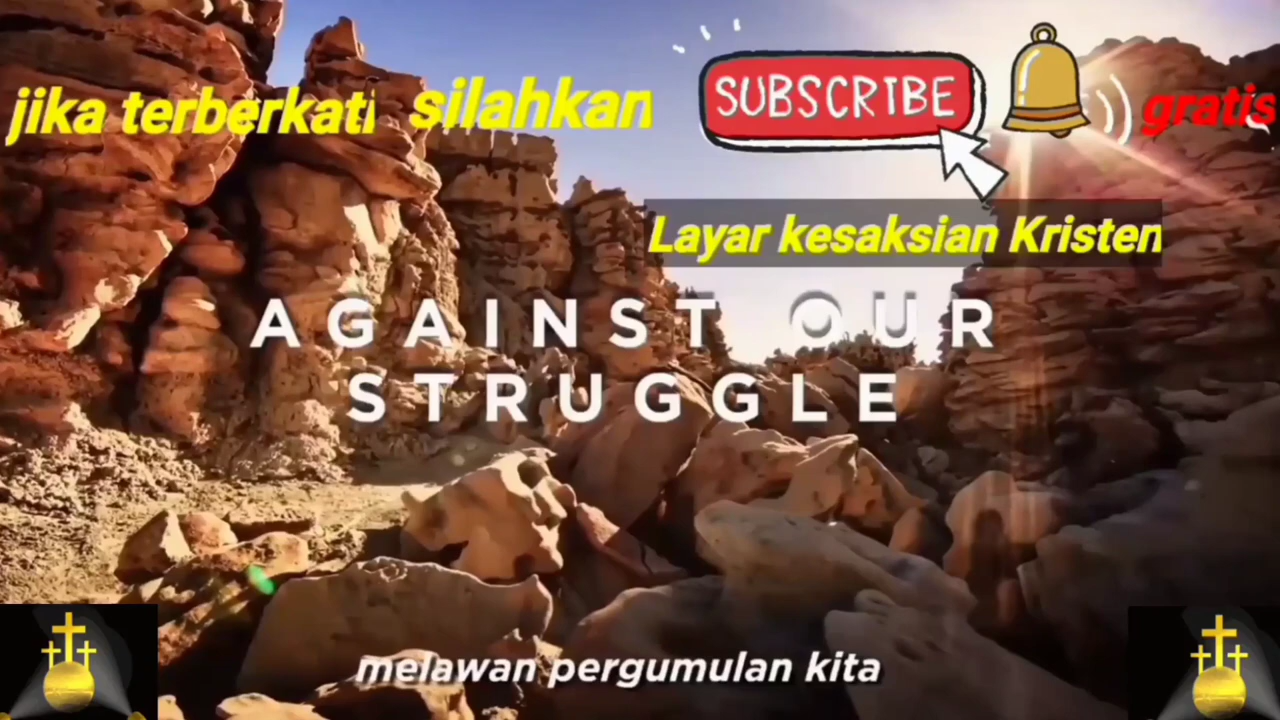 jika terberkati silahkan SUBSCRIBE gratis
Layar kesaksian Kristen
AGAINST OUR
STRUGGLE
melawan pergumulan kita